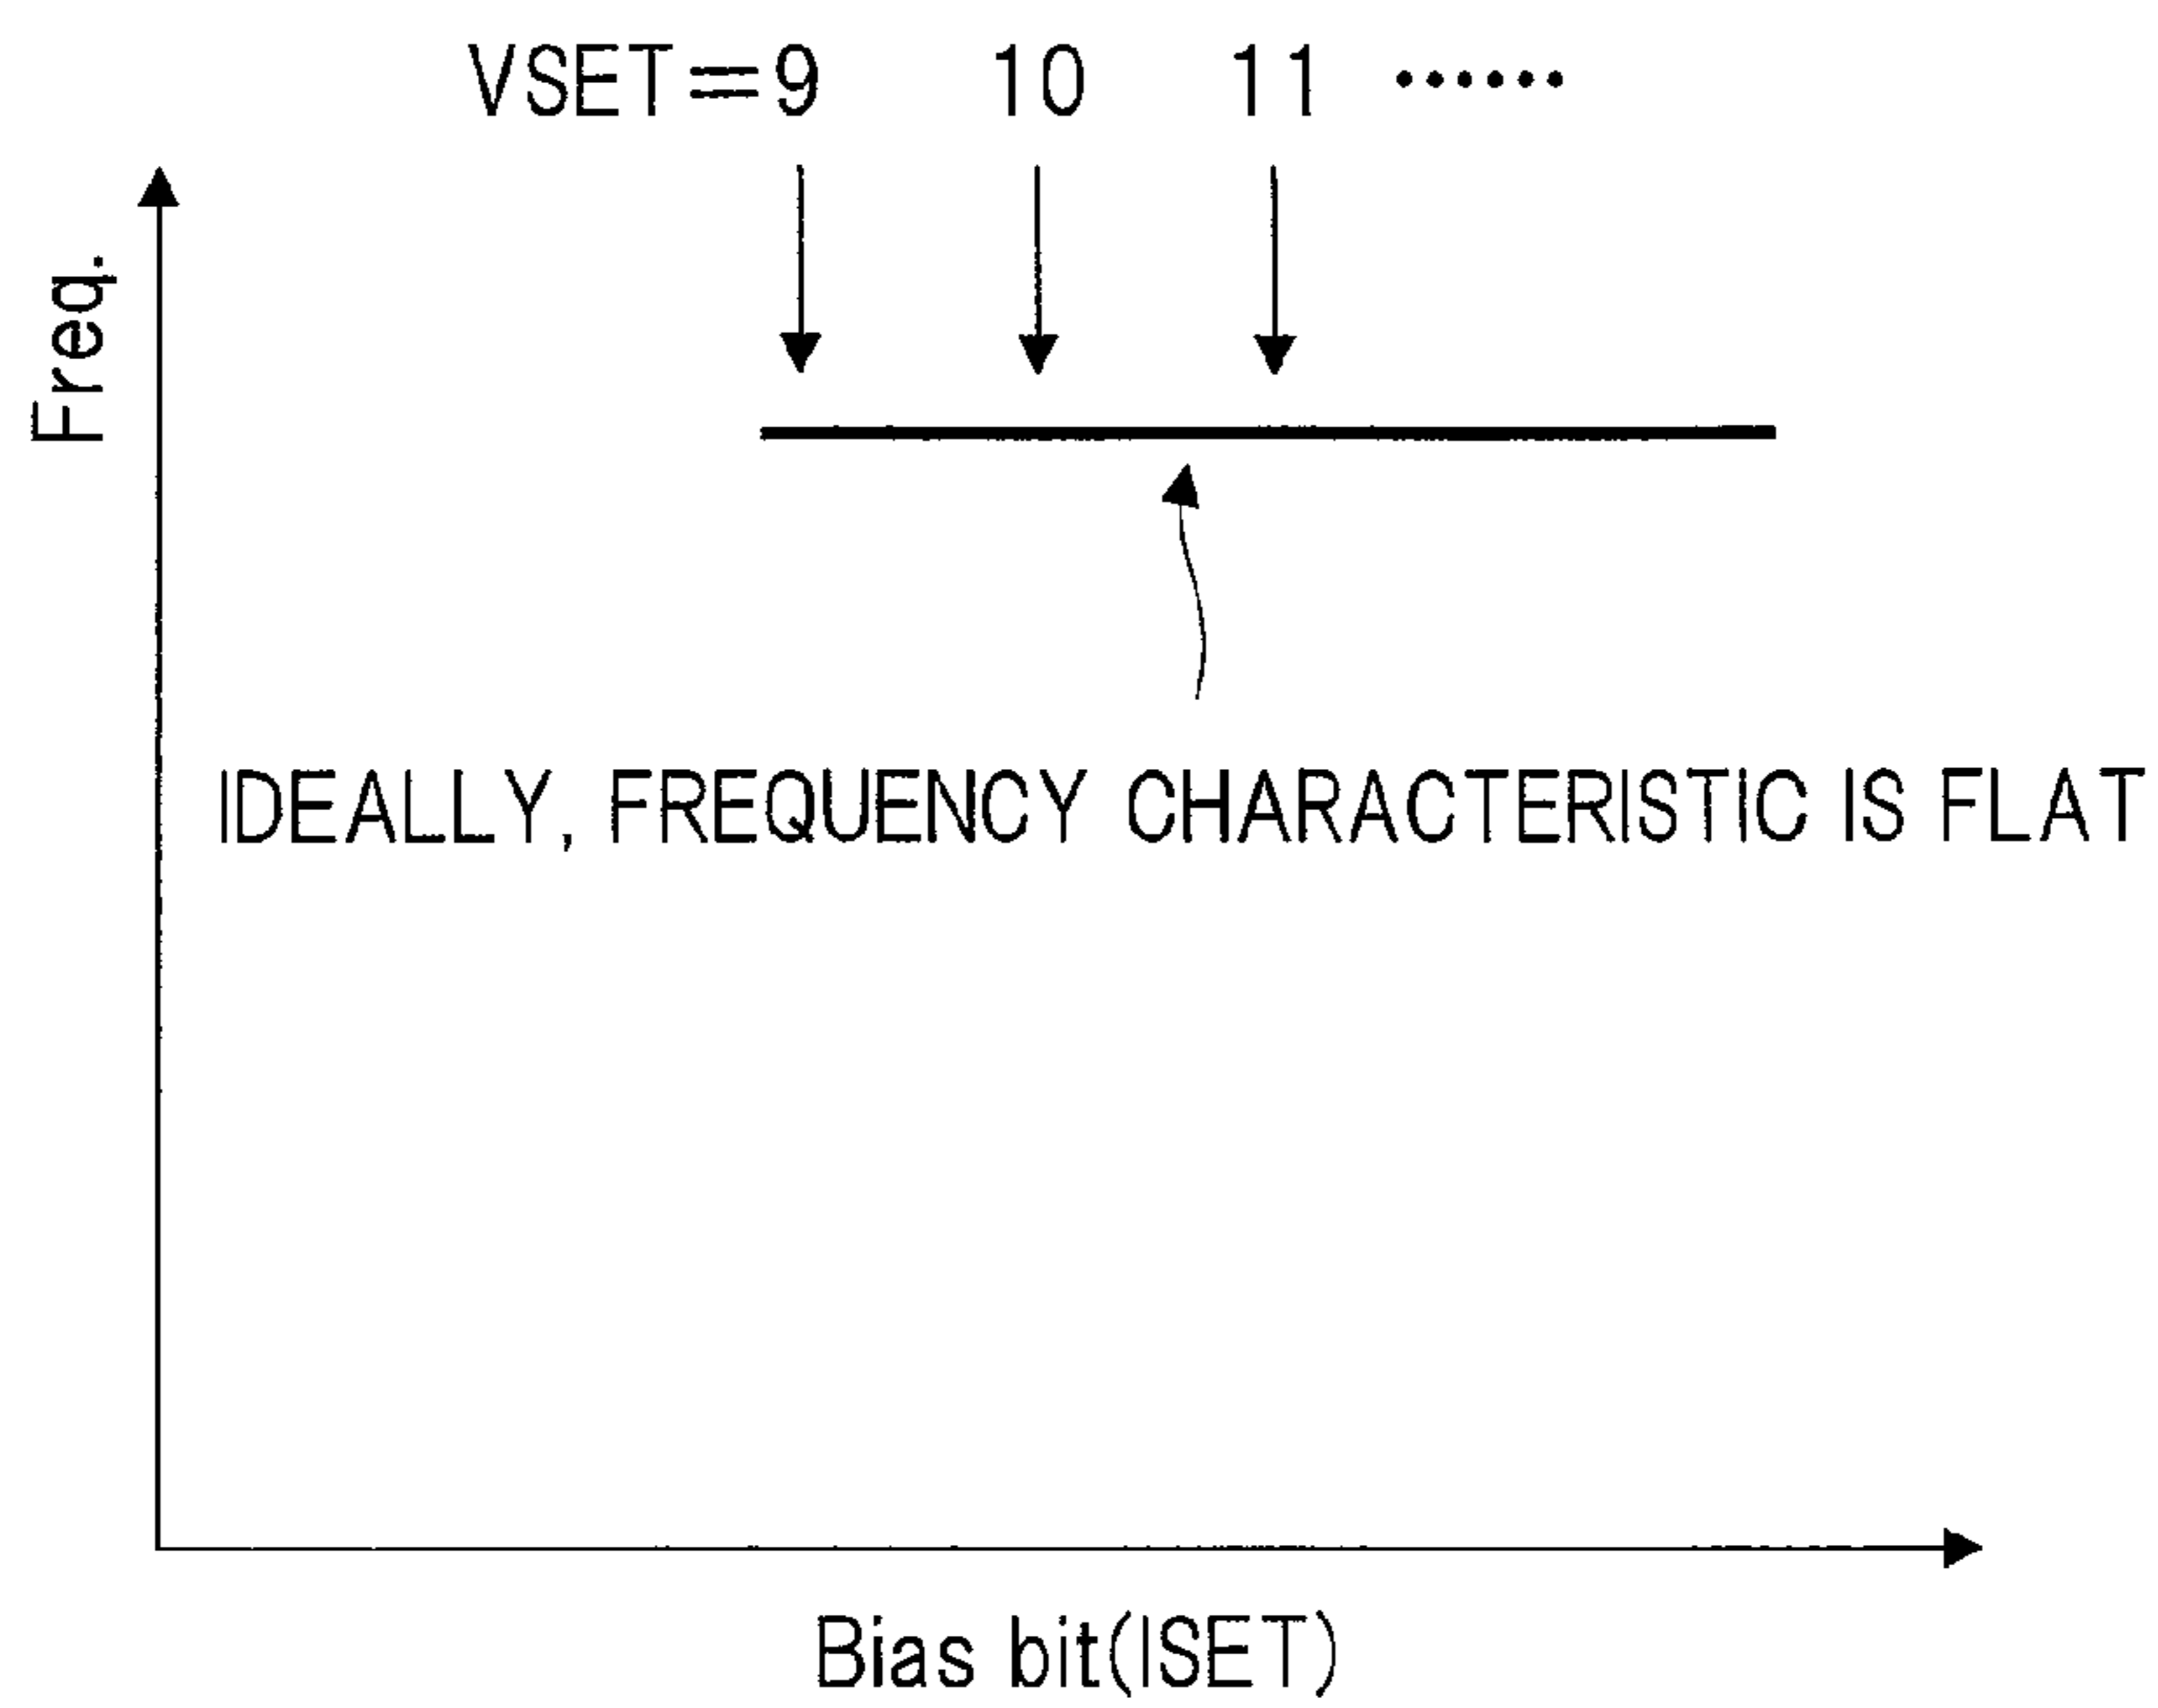 VSET=9 10 11 ······
Freq.
IDEALLY, FREQUENCY CHARACTERISTIC IS FLAT
Bias bit(ISET)